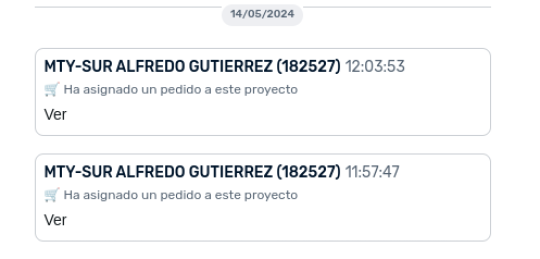 14/05/2024
MTY-SUR ALFREDO GUTIERREZ (182527) 12:03:53
🛒 Ha asignado un pedido a este proyecto
Ver
MTY-SUR ALFREDO GUTIERREZ (182527) 11:57:47
🛒 Ha asignado un pedido a este proyecto
Ver